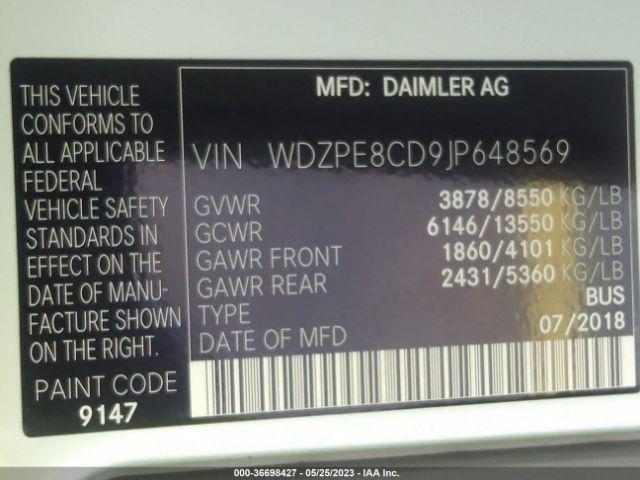 THIS VEHICLE
CONFORMS TO
ALL APPLICABLE
FEDERAL
VEHICLE SAFETY
STANDARDS IN
EFFECT ON THE
DATE OF MANU-
FACTURE SHOWN
ON THE RIGHT.
PAINT CODE
9147
MFD: DAIMLER AG
VIN WDZPE8CD9JP648569
GVWR 3878/8550 KG/LB
GCWR 6146/13550 KG/LB
GAWR FRONT 1860/4101 KG/LB
GAWR REAR 2431/5360 KG/LB
TYPE BUS
DATE OF MFD 07/2018
000-36698427 - 05/25/2023 - IAA Inc.